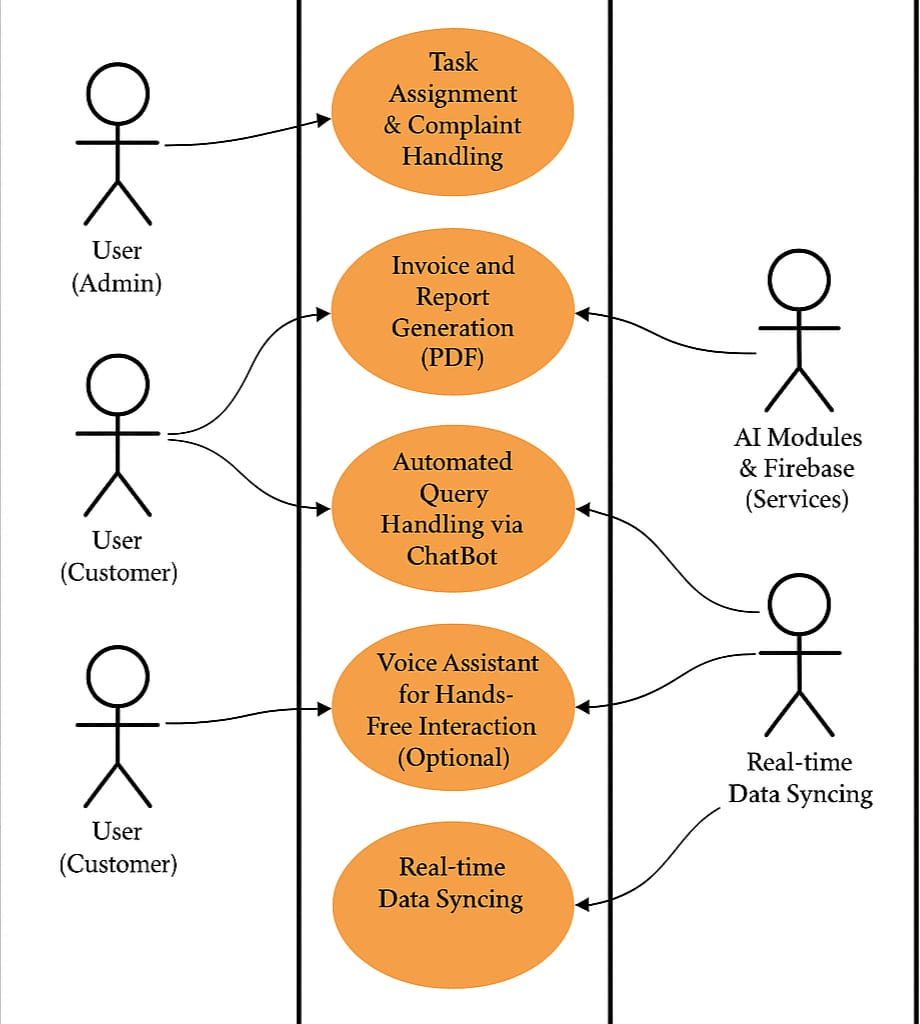 Task
Assignment
& Complaint
Handling
User
(Admin)
Invoice and
Report
Generation
(PDF)
AI Modules
& Firebase
(Services)
User
(Customer)
Automated
Query
Handling via
ChatBot
Voice Assistant
for Hands-
Free Interaction
(Optional)
Real-time
Data Syncing
User
(Customer)
Real-time
Data Syncing